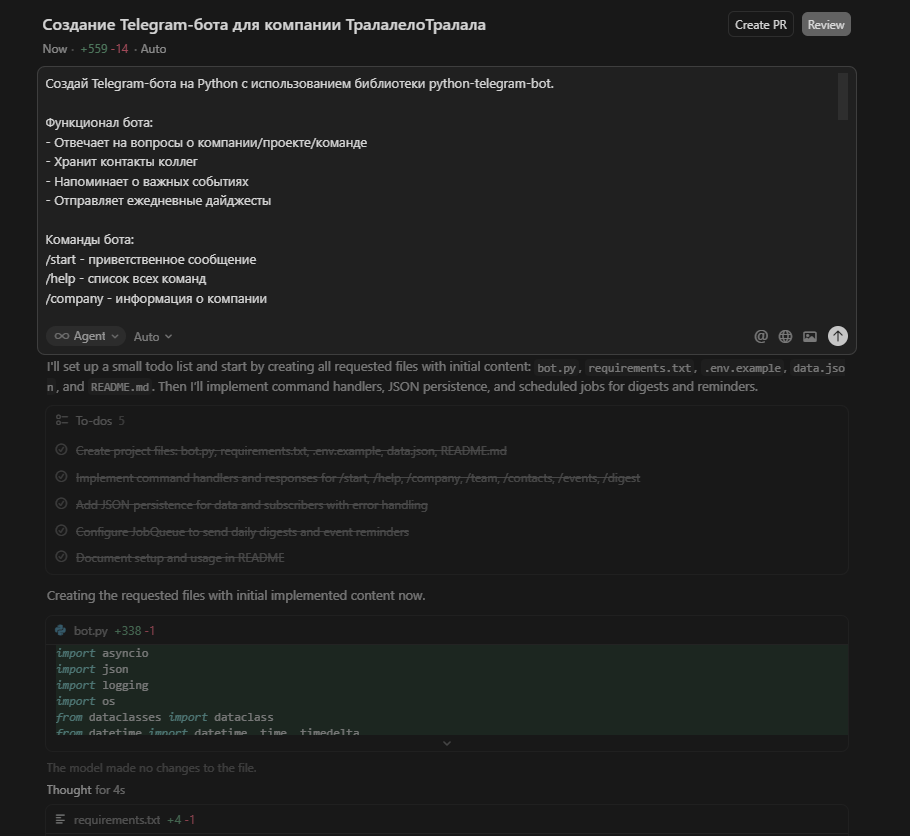 Создание Telegram-бота для компании ТралалелоТралала
Create PR
Review
Now · +559 -14 · Auto
Создай Telegram-бота на Python с использованием библиотеки python-telegram-bot.
Функционал бота:
- Отвечает на вопросы о компании/проекте/команде
- Хранит контакты коллег
- Напоминает о важных событиях
- Отправляет ежедневные дайджесты
Команды бота:
/start - приветственное сообщение
/help - список всех команд
/company - информация о компании
Agent
Auto
I'll set up a small todo list and start by creating all requested files with initial content: bot.py, requirements.txt, .env.example, data.jso
n, and README.md. Then I'll implement command handlers, JSON persistence, and scheduled jobs for digests and reminders.
To-dos 5
Create project files: bot.py, requirements.txt, .env.example, data.json, README.md
Implement command handlers and responses for /start, /help, /company, /team, /contacts, /events, /digest
Add JSON persistence for data and subscribers with error handling
Configure JobQueue to send daily digests and event reminders
Document setup and usage in README
Creating the requested files with initial implemented content now.
bot.py +338 -1
import asyncio
import json
import logging
import os
from dataclasses import dataclass
from datetime import datetime, time, timedelta
The model made no changes to the file.
Thought for 4s
requirements.txt +4 -1